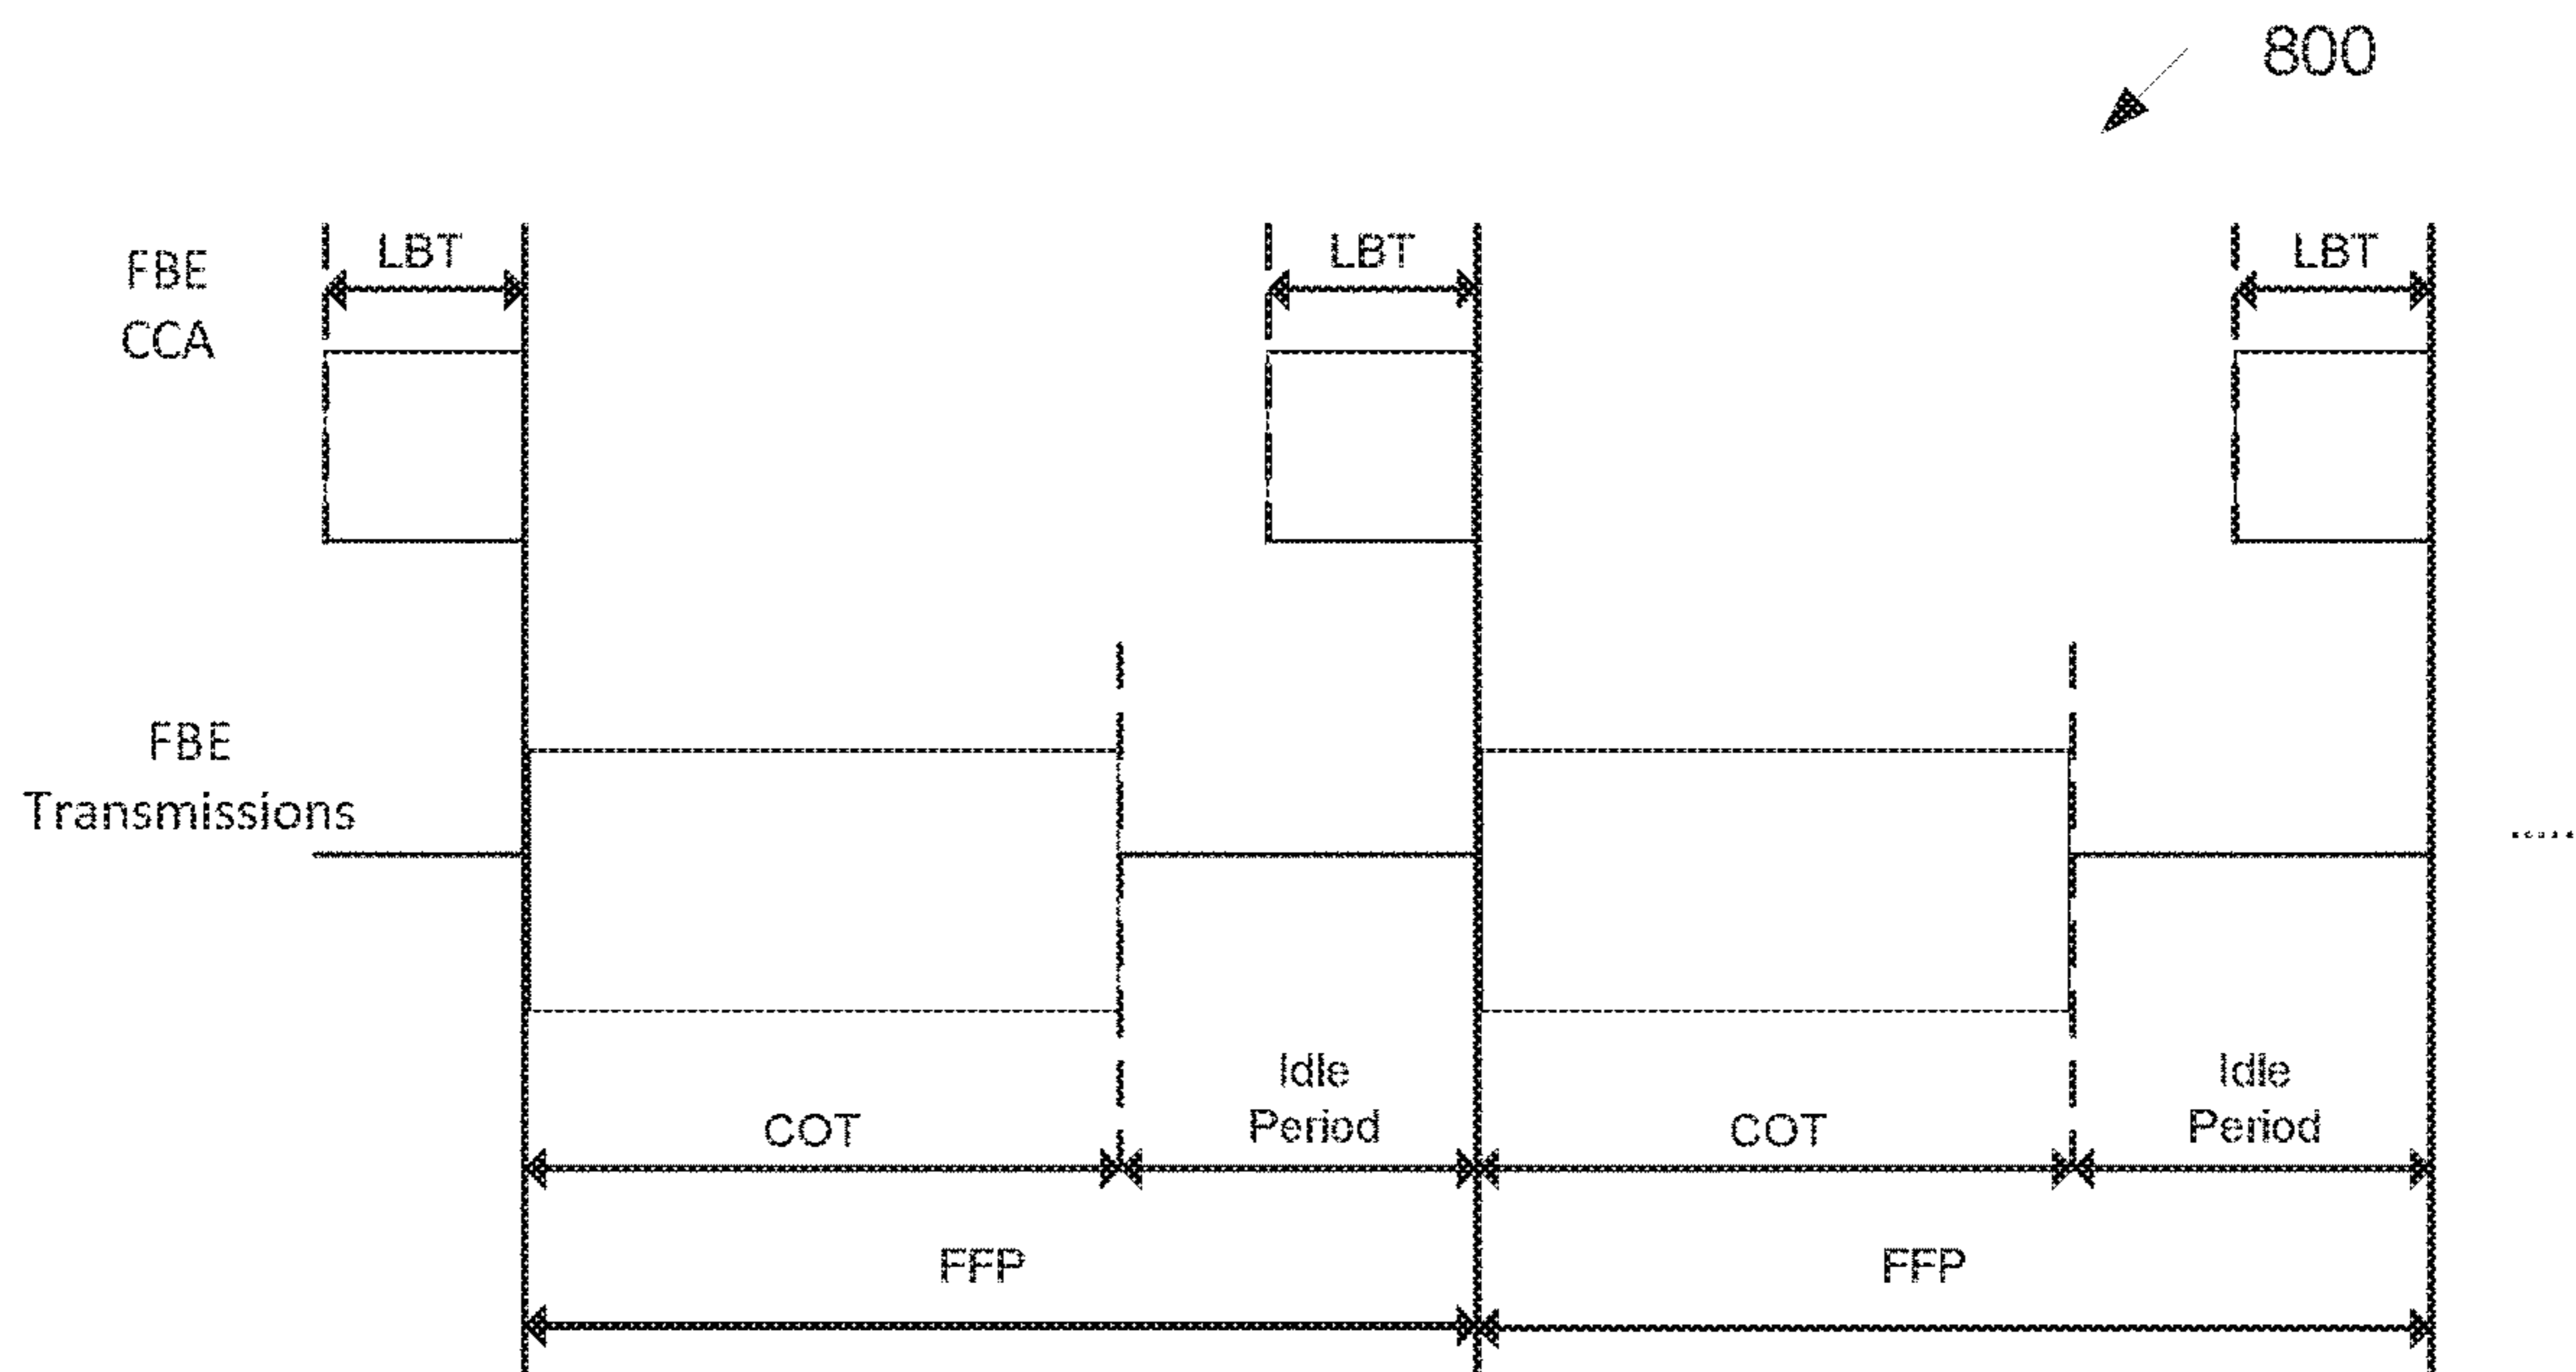 800
FBE
CCA
LBT
LBT
LBT
FBE
Transmissions
.....
COT
Idle
Period
COT
Idle
Period
FFP
FFP